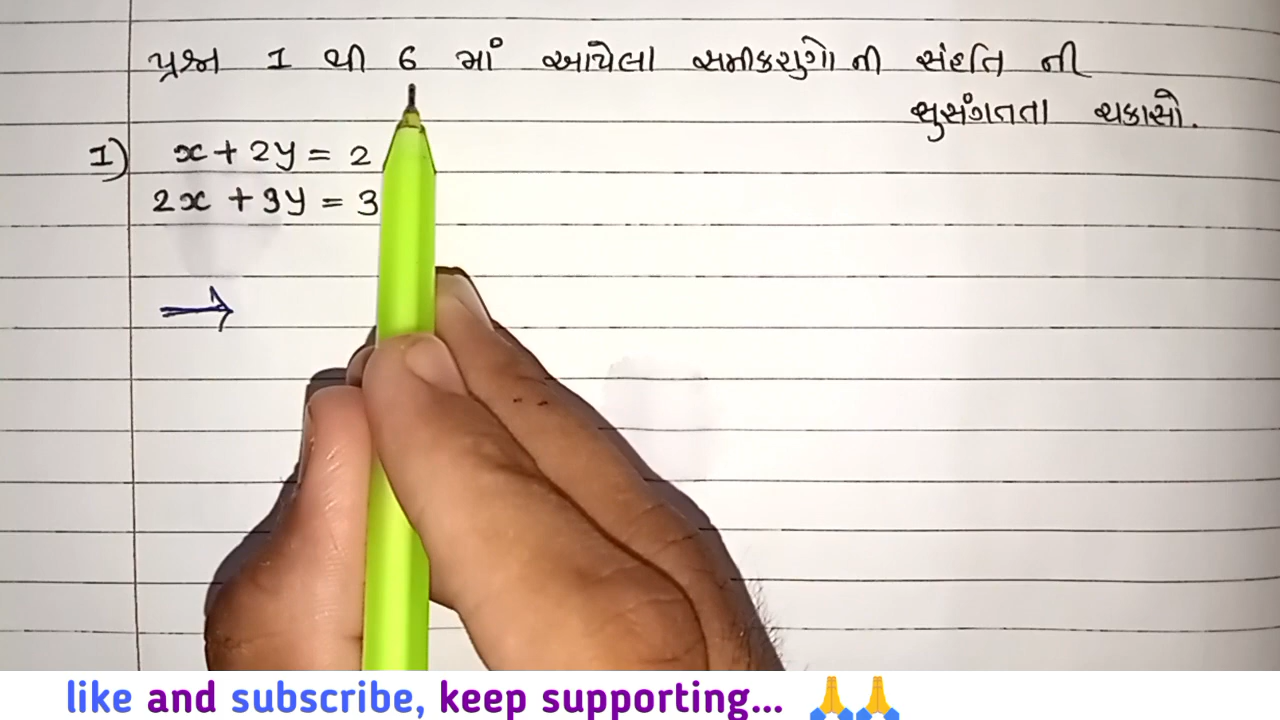 પ્રશ્ન 1 થી 6 માં આપેલા સમીકરણો ની સંહતિ ની
સુસંગતતા ચકાસો.
1) x + 2y = 2
2x + 3y = 3
→
like and subscribe, keep supporting... 🙏🙏